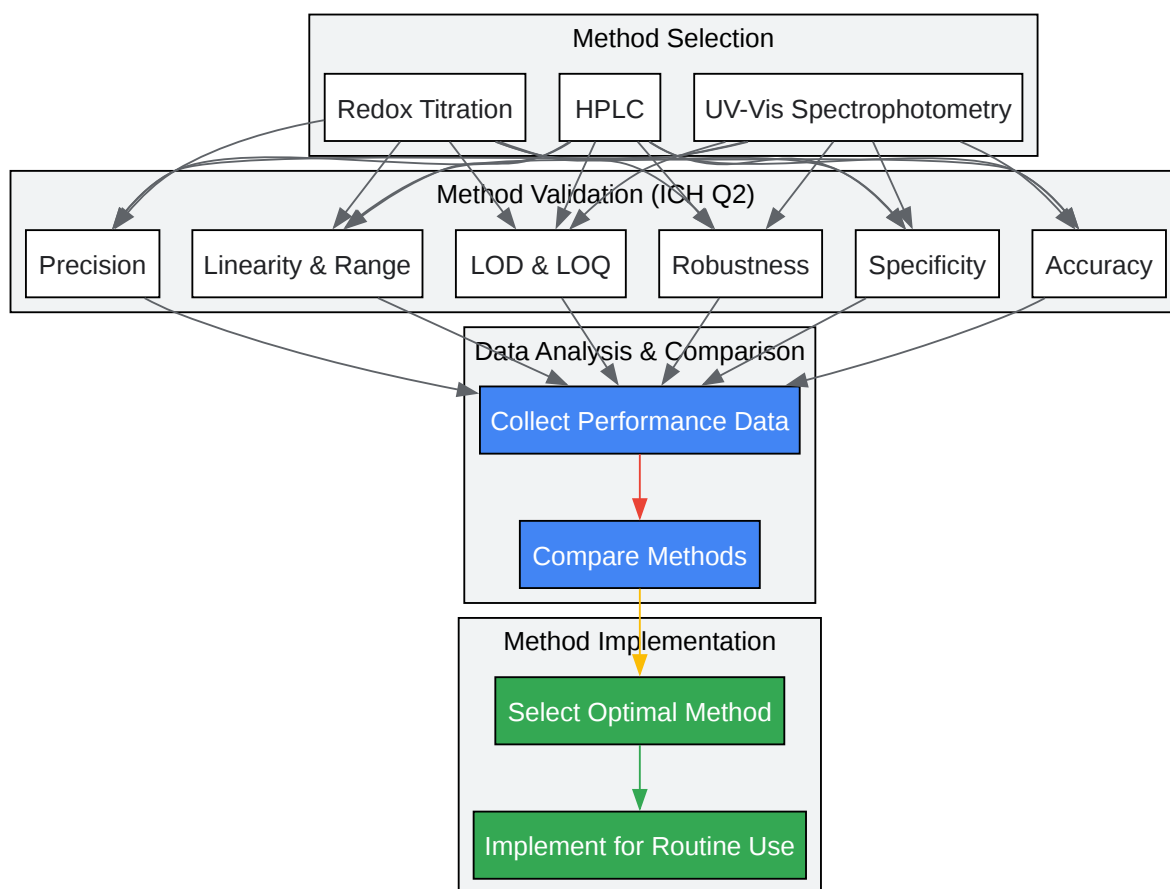 Method Selection
Redox Titration
HPLC
UV-Vis Spectrophotometry
Method Validation (ICH Q2)
Precision
Linearity & Range
LOD & LOQ
Robustness
Specificity
Accuracy
Data Analysis & Comparison
Collect Performance Data
Compare Methods
Method Implementation
Select Optimal Method
Implement for Routine Use